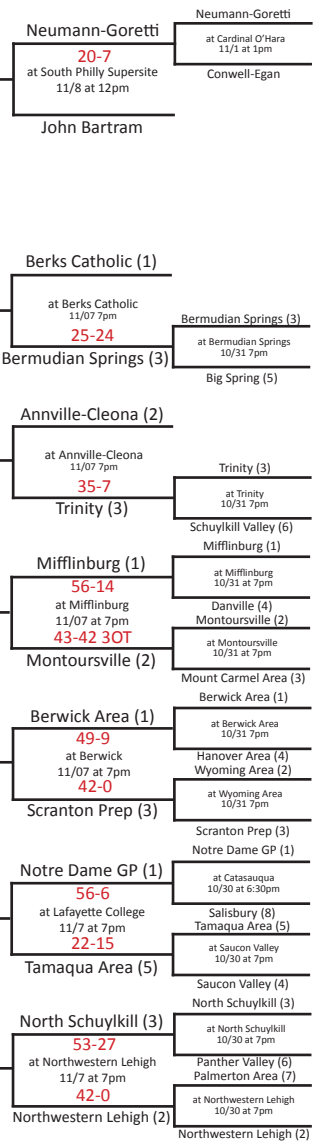 Neumann-Goretti
20-7
at South Philly Supersite
11/8 at 12pm
John Bartram
Neumann-Goretti
at Cardinal O'Hara
11/1 at 1pm
Conwell-Egan
Berks Catholic (1)
at Berks Catholic
11/07 7pm
25-24
Bermudian Springs (3)
Bermudian Springs (3)
at Bermudian Springs
10/31 7pm
Big Spring (5)
Annville-Cleona (2)
at Annville-Cleona
11/07 7pm
35-7
Trinity (3)
Trinity (3)
at Trinity
10/31 7pm
Schuylkill Valley (6)
Mifflinburg (1)
56-14
at Mifflinburg
11/07 at 7pm
43-42 3OT
Montoursville (2)
Mifflinburg (1)
at Mifflinburg
10/31 at 7pm
Danville (4)
Montoursville (2)
at Montoursville
10/31 at 7pm
Mount Carmel Area (3)
Berwick Area (1)
49-9
at Berwick
11/07 at 7pm
42-0
Scranton Prep (3)
Berwick Area (1)
at Berwick Area
10/31 7pm
Hanover Area (4)
Wyoming Area (2)
at Wyoming Area
10/31 7pm
Scranton Prep (3)
Notre Dame GP (1)
56-6
at Lafayette College
11/7 at 7pm
22-15
Tamaqua Area (5)
Notre Dame GP (1)
at Catasauqua
10/30 at 6:30pm
Salisbury (8)
Tamaqua Area (5)
at Saucon Valley
10/30 at 7pm
Saucon Valley (4)
North Schuylkill (3)
53-27
at Northwestern Lehigh
11/7 at 7pm
42-0
Northwestern Lehigh (2)
North Schuylkill (3)
at North Schuylkill
10/30 at 7pm
Panther Valley (6)
Palmerton Area (7)
at Northwestern Lehigh
10/30 at 7pm
Northwestern Lehigh (2)